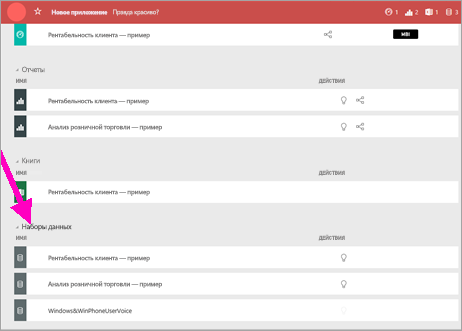 Новое приложение Правда красиво? 1 2 1 3
Рентабельность клиента — пример MBI
Отчеты
ИМЯ ДЕЙСТВИЯ
Рентабельность клиента — пример
Анализ розничной торговли — пример
Книги
ИМЯ ДЕЙСТВИЯ
Рентабельность клиента — пример
Наборы данных
ИМЯ ДЕЙСТВИЯ
Рентабельность клиента — пример
Анализ розничной торговли — пример
Windows&WinPhoneUserVoice